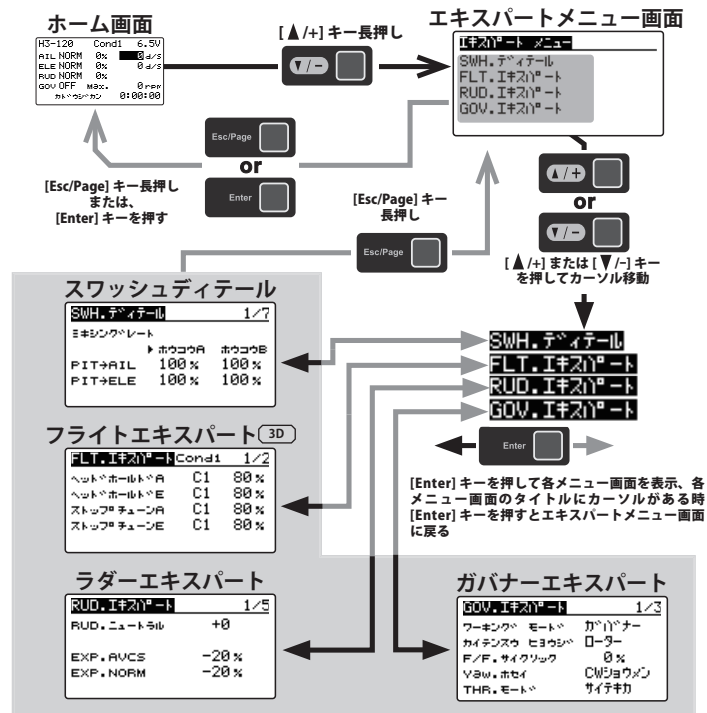 ホーム画面
H3-120 Cond1 6.5V
AIL NORM 0% 0d/s
ELE NORM 0% 0d/s
RUD NORM 0%
GOV OFF Max. 0rpm
カドウジカン 0:00:00
[▲/+] キー長押し
▼/−
エキスパートメニュー画面
エキスパート メニュー
SWH.ディテール
FLT.エキスパート
RUD.エキスパート
GOV.エキスパート
Esc/Page
or
Enter
[Esc/Page] キー長押し
または、
[Enter] キーを押す
[Esc/Page] キー
長押し
Esc/Page
▲/+
or
▼/−
[▲/+] または [▼/-] キー
を押してカーソル移動
スワッシュディテール
SWH.ディテール 1/7
ミキシングレート
▶ホウコウA ホウコウB
PIT→AIL 100% 100%
PIT→ELE 100% 100%
SWH.ディテール
FLT.エキスパート
RUD.エキスパート
GOV.エキスパート
Enter
[Enter] キーを押して各メニュー画面を表示、各
メニュー画面のタイトルにカーソルがある時
[Enter] キーを押すとエキスパートメニュー画面
に戻る
フライトエキスパート 3D
FLT.エキスパート Cond1 1/2
ヘッドホールドA C1 80%
ヘッドホールドE C1 80%
ストップチューンA C1 80%
ストップチューンE C1 80%
ラダーエキスパート
RUD.エキスパート 1/5
RUD.ニュートラル +0
EXP.AVCS −20%
EXP.NORM −20%
ガバナーエキスパート
GOV.エキスパート 1/3
ワーキング モード ガバナー
カイテンスウ ヒョウジ ローター
F/F.サイクリック 0%
Yaw.ホセイ CWショウメン
THR.モード サイテキカ